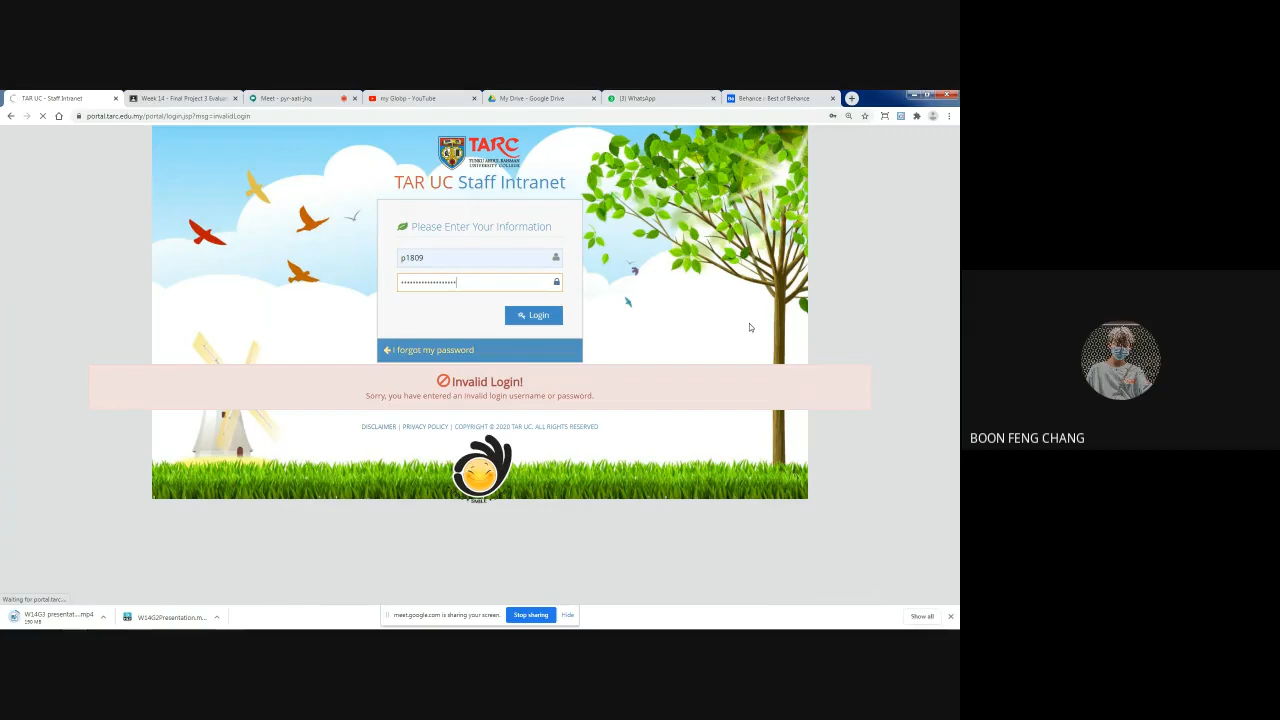 TAR UC - Staff Intranet
Week 14 - Final Project 3 Evalua
Meet - pyr-aati-jhq
my Globp - YouTube
My Drive - Google Drive
(3) WhatsApp
Behance :: Best of Behance
portal.tarc.edu.my/portal/login.jsp?msg=invalidLogin
TARC
TUNKU ABDUL RAHMAN
UNIVERSITY COLLEGE
TAR UC Staff Intranet
Please Enter Your Information
p1809
Login
I forgot my password
Invalid Login!
Sorry, you have entered an invalid login username or password.
DISCLAIMER | PRIVACY POLICY | COPYRIGHT © 2020 TAR UC, ALL RIGHTS RESERVED
SMILE
BOON FENG CHANG
Waiting for portal.tarc...
W14G3 presentat....mp4
190 MB
W14G2Presentation.m...
meet.google.com is sharing your screen.
Stop sharing
Hide
Show all